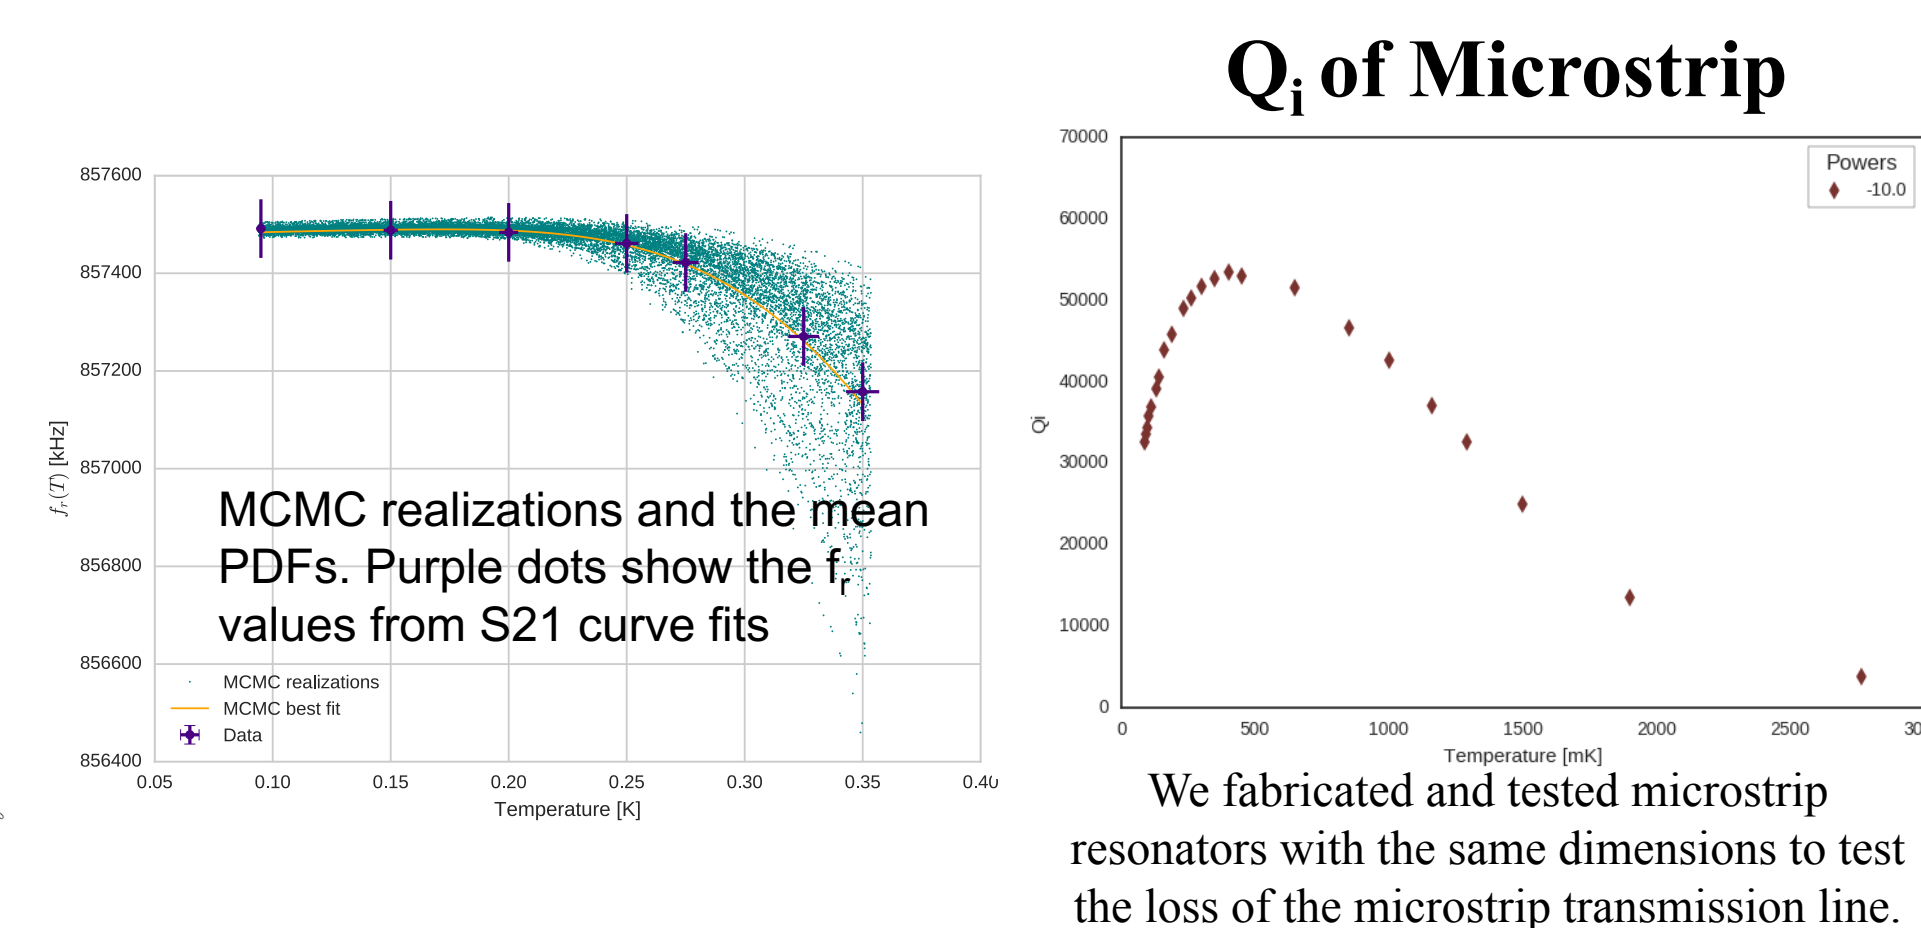 857600
857400
857200
857000
856800
856600
856400
f_r(T) [kHz]
MCMC realizations and the mean
PDFs. Purple dots show the f_r
values from S21 curve fits
MCMC realizations
MCMC best fit
Data
0.05 0.10 0.15 0.20 0.25 0.30 0.35 0.40
Temperature [K]
Q_i of Microstrip
70000
60000
50000
40000
30000
20000
10000
0
Qi
Powers
-10.0
0 500 1000 1500 2000 2500 30
Temperature [mK]
We fabricated and tested microstrip
resonators with the same dimensions to test
the loss of the microstrip transmission line.